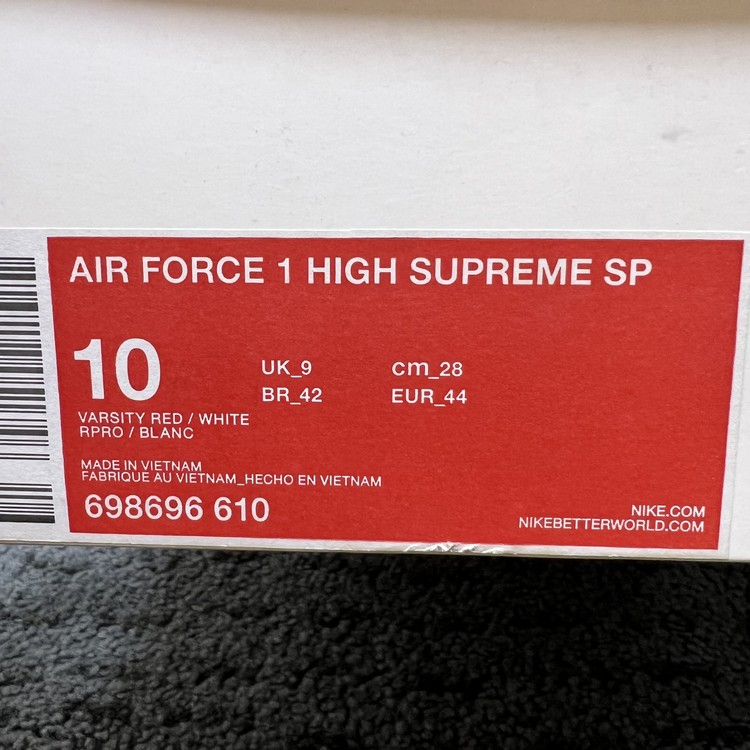 AIR FORCE 1 HIGH SUPREME SP
10
UK_9 cm_28
BR_42 EUR_44
VARSITY RED / WHITE
RPRO / BLANC
MADE IN VIETNAM
FABRIQUE AU VIETNAM_HECHO EN VIETNAM
698696 610
NIKE.COM
NIKEBETTERWORLD.COM